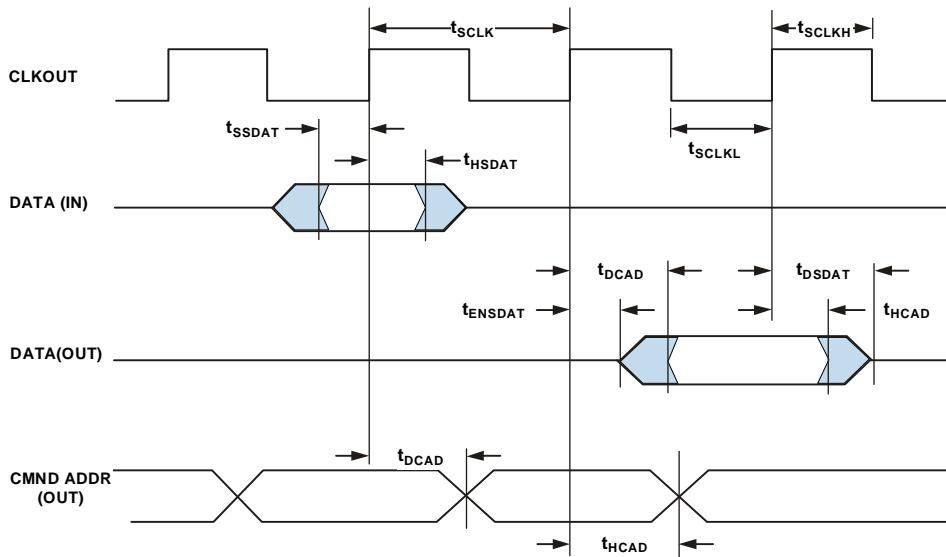 tSCLK
tSCLKH
CLKOUT
tSSDAT
tSCLKL
tHSDAT
DATA (IN)
tDCAD
tDSDAT
tENSDAT
tHCAD
DATA(OUT)
tDCAD
CMND ADDR
(OUT)
tHCAD